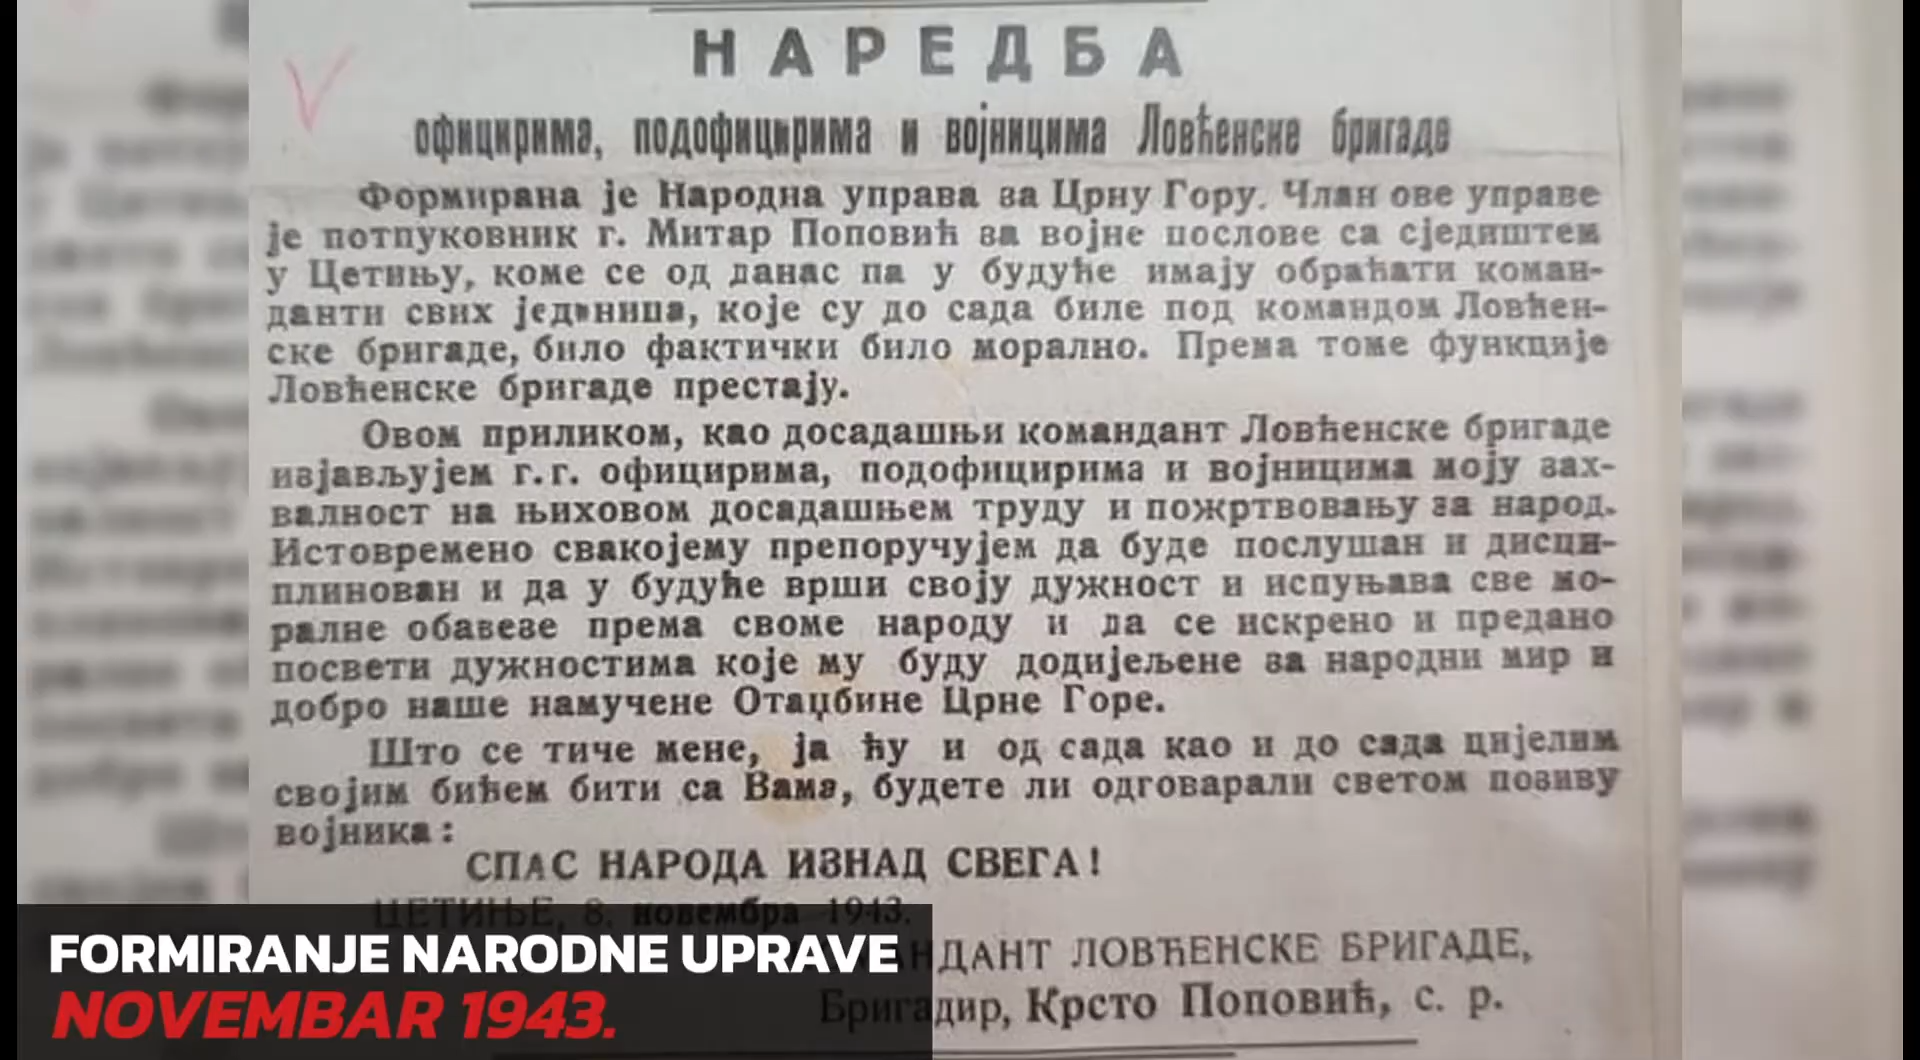 НАРЕДБА
официрима, подофицирима и војницима Ловћенске бригаде
Формирана је Народна управа за Црну Гору. Члан ове управе
је потпуковник г. Митар Поповић за војне послове са сједиштем
у Цетињу, коме се од данас па у будуће имају обраћати коман-
данти свих јединица, које су до сада биле под командом Ловћен-
ске бригаде, било фактички било морално. Према томе функције
Ловћенске бригаде престају.
Овом приликом, као досадашњи командант Ловћенске бригаде
изјављујем г. г. официрима, подофицирима и војницима моју зах-
валност на њиховом досадашњем труду и пожртвовању за народ.
Истовремено свакојему препоручујем да буде послушан и дисци-
плинован и да у будуће врши своју дужност и испуњава све мо-
ралне обавезе према своме народу и да се искрено и предано
посвети дужностима које му буду додијељене за народни мир и
добро наше намучене Отаџбине Црне Горе.
Што се тиче мене, ја ћу и од сада као и до сада цијелим
својим бићем бити са Вама, будете ли одговарали светом позиву
војника:
СПАС НАРОДА ИЗНАД СВЕГА!
ЦЕТИЊЕ, 8. новембра 1943.
АНДАНТ ЛОВЋЕНСКЕ БРИГАДЕ,
Бригадир, Крсто Поповић, с. р.
FORMIRANJE NARODNE UPRAVE
NOVEMBAR 1943.